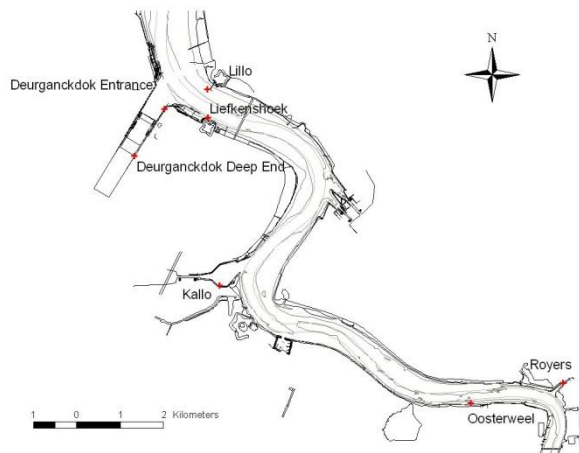 N
Lillo
Deurganckdok Entrance
Liefkenshoek
Deurganckdok Deep End
Kallo
Royers
Oosterweel
1 0 1 2 Kilometers